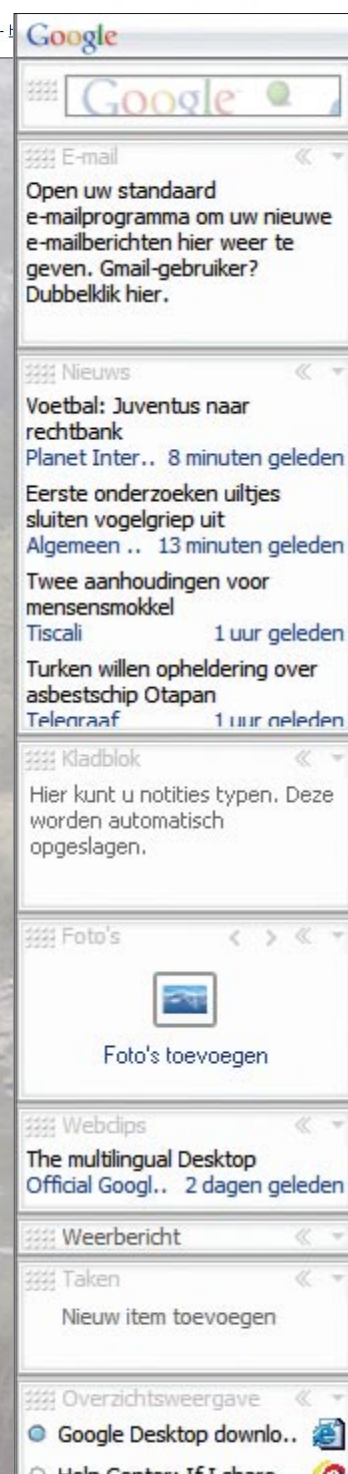 Google
Google
E-mail
Open uw standaard
e-mailprogramma om uw nieuwe
e-mailberichten hier weer te
geven. Gmail-gebruiker?
Dubbelklik hier.
Nieuws
Voetbal: Juventus naar
rechtbank
Planet Inter.. 8 minuten geleden
Eerste onderzoeken uiltjes
sluiten vogelgriep uit
Algemeen .. 13 minuten geleden
Twee aanhoudingen voor
mensensmokkel
Tiscali 1 uur geleden
Turken willen opheldering over
asbestschip Otapan
Telegraaf 1 uur geleden
Kladblok
Hier kunt u notities typen. Deze
worden automatisch
opgeslagen.
Foto's
Foto's toevoegen
Webclips
The multilingual Desktop
Official Googl.. 2 dagen geleden
Weerbericht
Taken
Nieuw item toevoegen
Overzichtsweergave
Google Desktop downlo..
Help Center: If I share